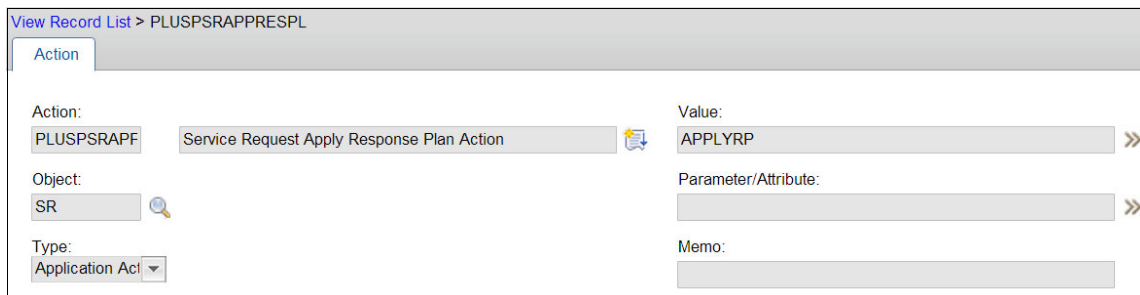 View Record List > PLUSPSRAPPRESPL
Action
Action:
PLUSPSRAPF
Service Request Apply Response Plan Action
Value:
APPLYRP
Object:
SR
Parameter/Attribute:
Type:
Application Act
Memo: